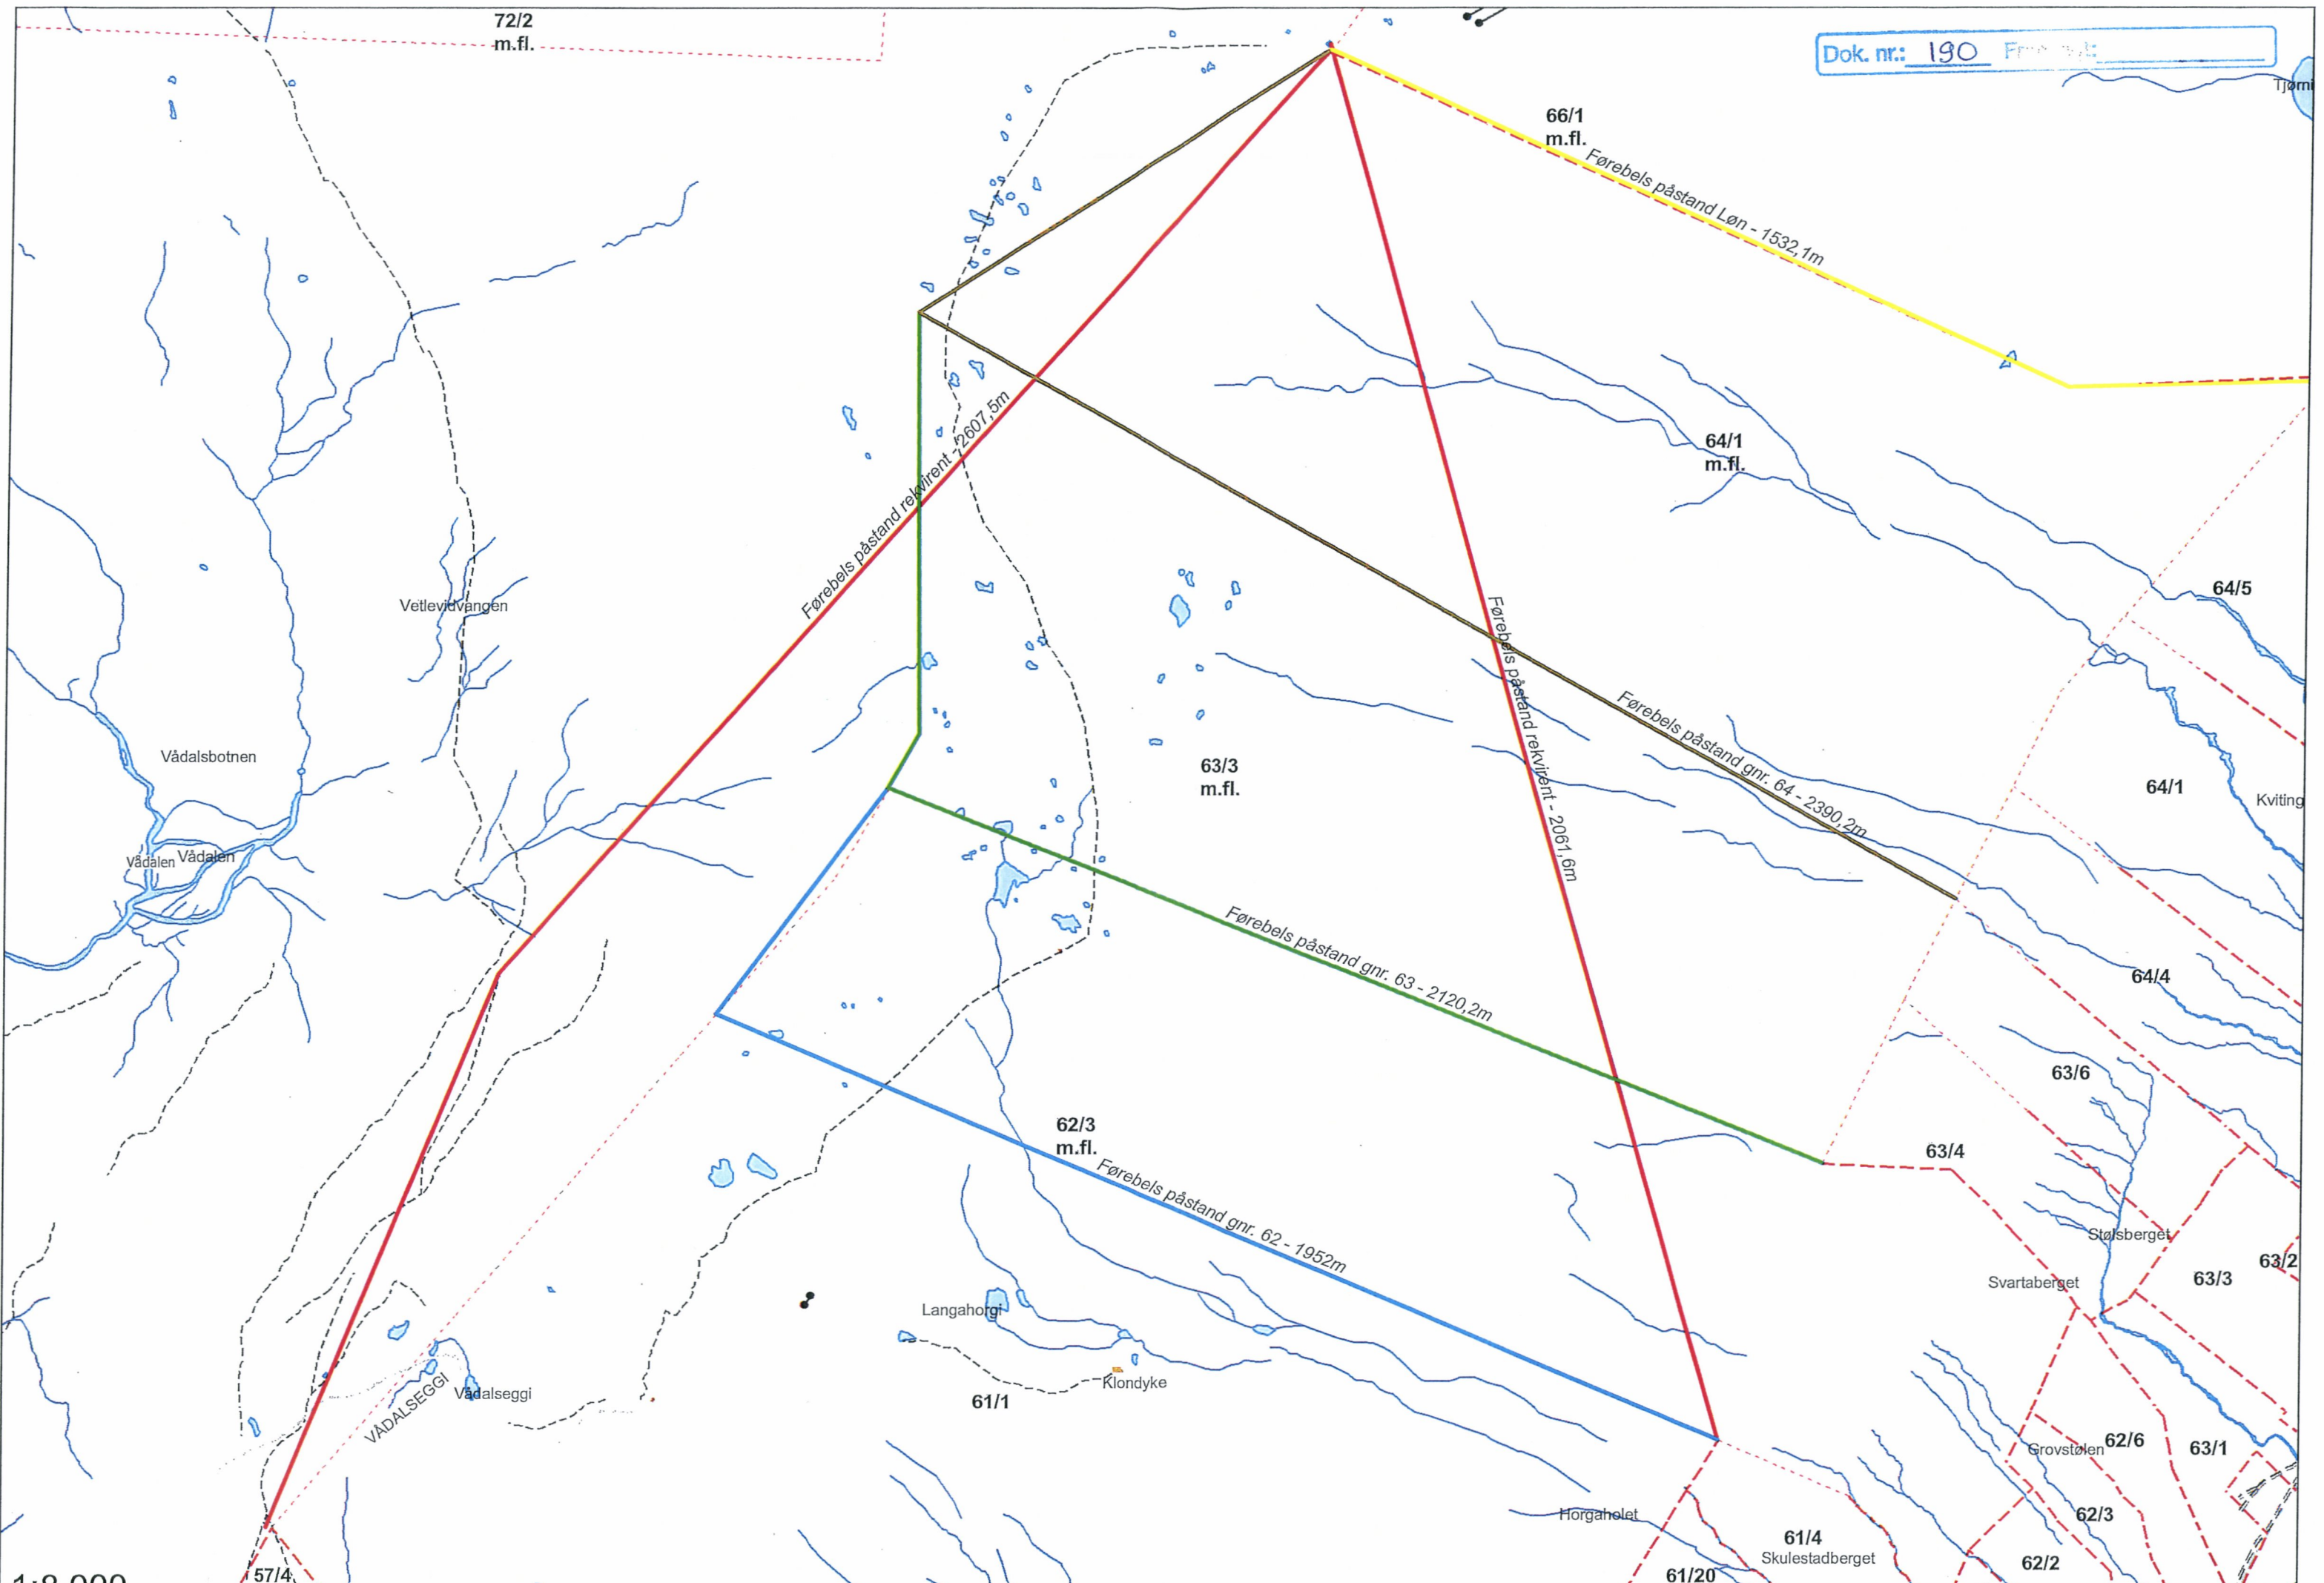 72/2
m.fl.
Dok. nr.: 190
66/1
m.fl.
Førebels påstand Løn - 1532,1m
Førebels påstand rekvirent - 2607,5m
64/1
m.fl.
64/5
Vetlevidvangen
Førebels påstand rekvirent - 2061,6m
Førebels påstand gnr. 64 - 2390,2m
Vådalsbotnen
63/3
m.fl.
64/1
Kviting
Vådalen
Vådalen
Førebels påstand gnr. 63 - 2120,2m
64/4
63/6
62/3
m.fl.
63/4
Førebels påstand gnr. 62 - 1952m
Stølsberget
63/2
Svartaberget
63/3
Langahorgi
Klondyke
VÅDALSEGGI
Vådalseggi
61/1
Grovstølen
62/6
63/1
Horgaholet
62/3
61/4
Skulestadberget
62/2
57/4
61/20